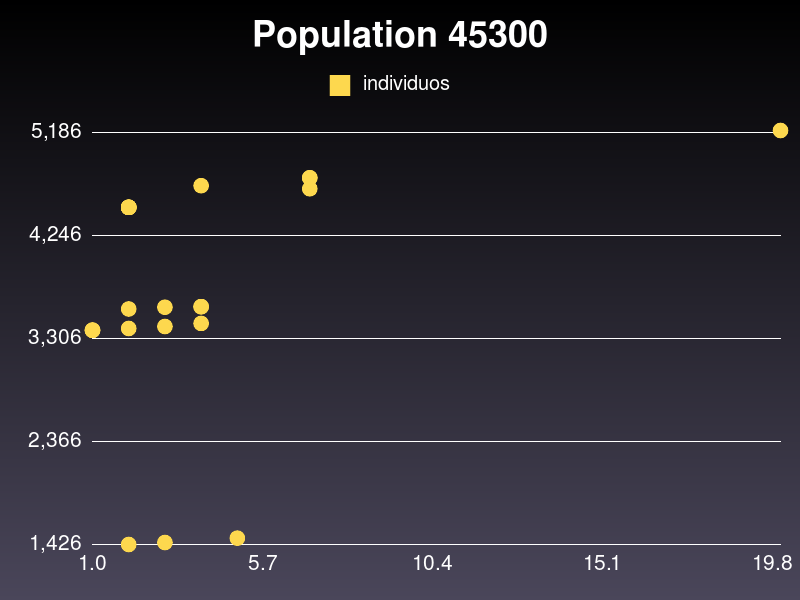 Population 45300
individuos
5,186
4,246
3,306
2,366
1,426
1.0 5.7 10.4 15.1 19.8